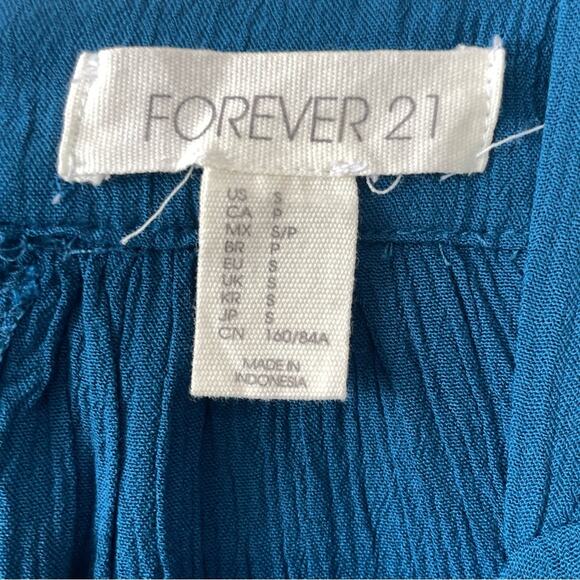 FOREVER 21
US S
CA P
MX S/P
BR P
EU S
UK S
KR S
JP S
CN 160/84A
MADE IN
INDONESIA